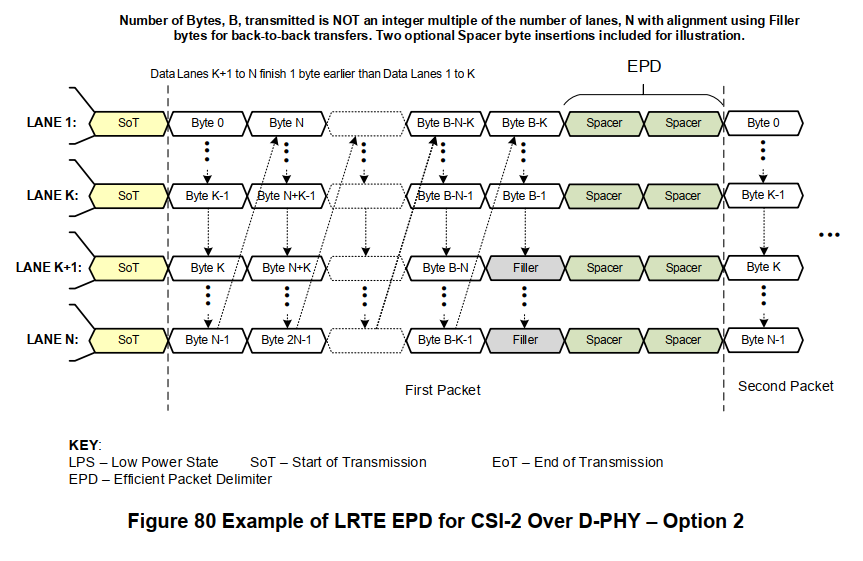 Number of Bytes, B, transmitted is NOT an integer multiple of the number of lanes, N with alignment using Filler
bytes for back-to-back transfers. Two optional Spacer byte insertions included for illustration.
EPD
Data Lanes K+1 to N finish 1 byte earlier than Data Lanes 1 to K
LANE 1: SoT Byte 0 Byte N Byte B-N-K Byte B-K Spacer Spacer Byte 0
LANE K: SoT Byte K-1 Byte N+K-1 Byte B-N-1 Byte B-1 Spacer Spacer Byte K-1
LANE K+1: SoT Byte K Byte N+K Byte B-N Filler Spacer Spacer Byte K
LANE N: SoT Byte N-1 Byte 2N-1 Byte B-K-1 Filler Spacer Spacer Byte N-1
First Packet Second Packet
KEY:
LPS – Low Power State SoT – Start of Transmission EoT – End of Transmission
EPD – Efficient Packet Delimiter
Figure 80 Example of LRTE EPD for CSI-2 Over D-PHY – Option 2